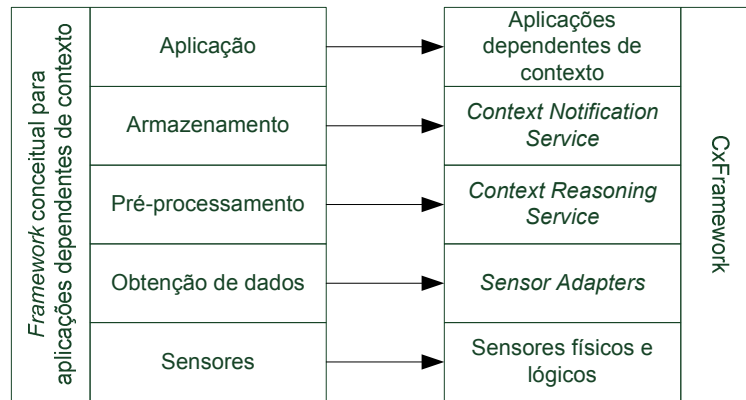 Framework conceitual para
aplicações dependentes de contexto
Aplicação
Aplicações
dependentes de
contexto
Armazenamento
Context Notification
Service
Pré-processamento
Context Reasoning
Service
Obtenção de dados
Sensor Adapters
Sensores
Sensores físicos e
lógicos
CxFramework